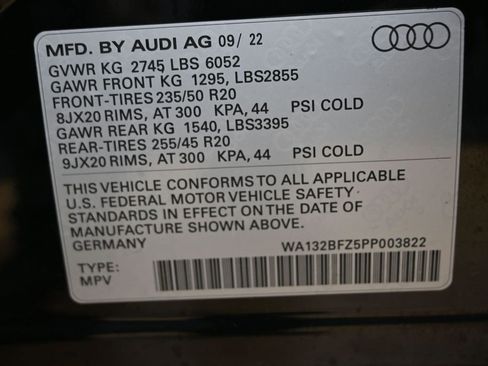 MFD. BY AUDI AG 09/ 22
GVWR KG 2745 LBS 6052
GAWR FRONT KG 1295, LBS2855
FRONT-TIRES 235/50 R20
8JX20 RIMS, AT 300 KPA, 44 PSI COLD
GAWR REAR KG 1540, LBS3395
REAR-TIRES 255/45 R20
9JX20 RIMS, AT 300 KPA, 44 PSI COLD
THIS VEHICLE CONFORMS TO ALL APPLICABLE
U.S. FEDERAL MOTOR VEHICLE SAFETY
STANDARDS IN EFFECT ON THE DATE OF
MANUFACTURE SHOWN ABOVE.
GERMANY WA132BFZ5PP003822
TYPE:
MPV